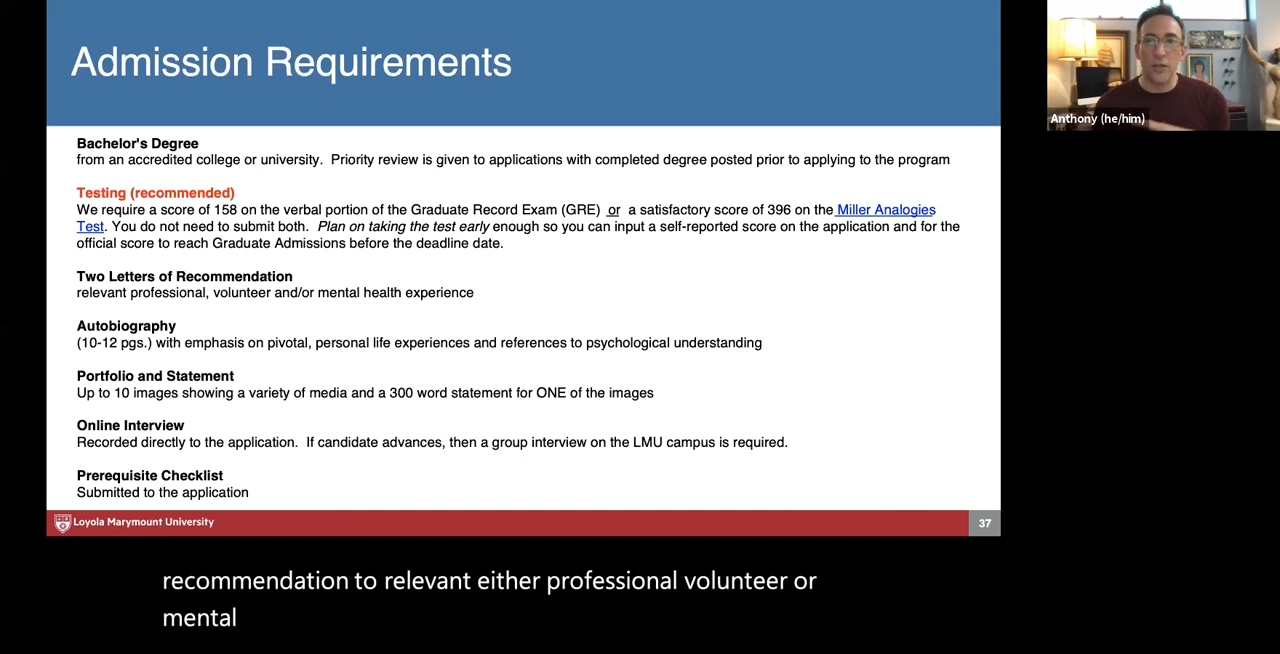 Admission Requirements
Anthony (he/him)
Bachelor's Degree
from an accredited college or university.  Priority review is given to applications with completed degree posted prior to applying to the program
Testing (recommended)
We require a score of 158 on the verbal portion of the Graduate Record Exam (GRE)  or  a satisfactory score of 396 on the Miller Analogies
Test. You do not need to submit both.  Plan on taking the test early enough so you can input a self-reported score on the application and for the
official score to reach Graduate Admissions before the deadline date.
Two Letters of Recommendation
relevant professional, volunteer and/or mental health experience
Autobiography
(10-12 pgs.) with emphasis on pivotal, personal life experiences and references to psychological understanding
Portfolio and Statement
Up to 10 images showing a variety of media and a 300 word statement for ONE of the images
Online Interview
Recorded directly to the application.  If candidate advances, then a group interview on the LMU campus is required.
Prerequisite Checklist
Submitted to the application
Loyola Marymount University
37
recommendation to relevant either professional volunteer or
mental